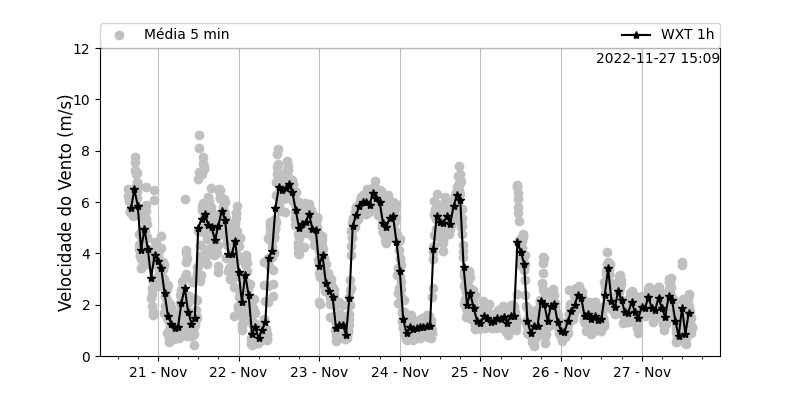 Média 5 min
WXT 1h
2022-11-27 15:09
Velocidade do Vento (m/s)
12
10
8
6
4
2
0
21 - Nov
22 - Nov
23 - Nov
24 - Nov
25 - Nov
26 - Nov
27 - Nov